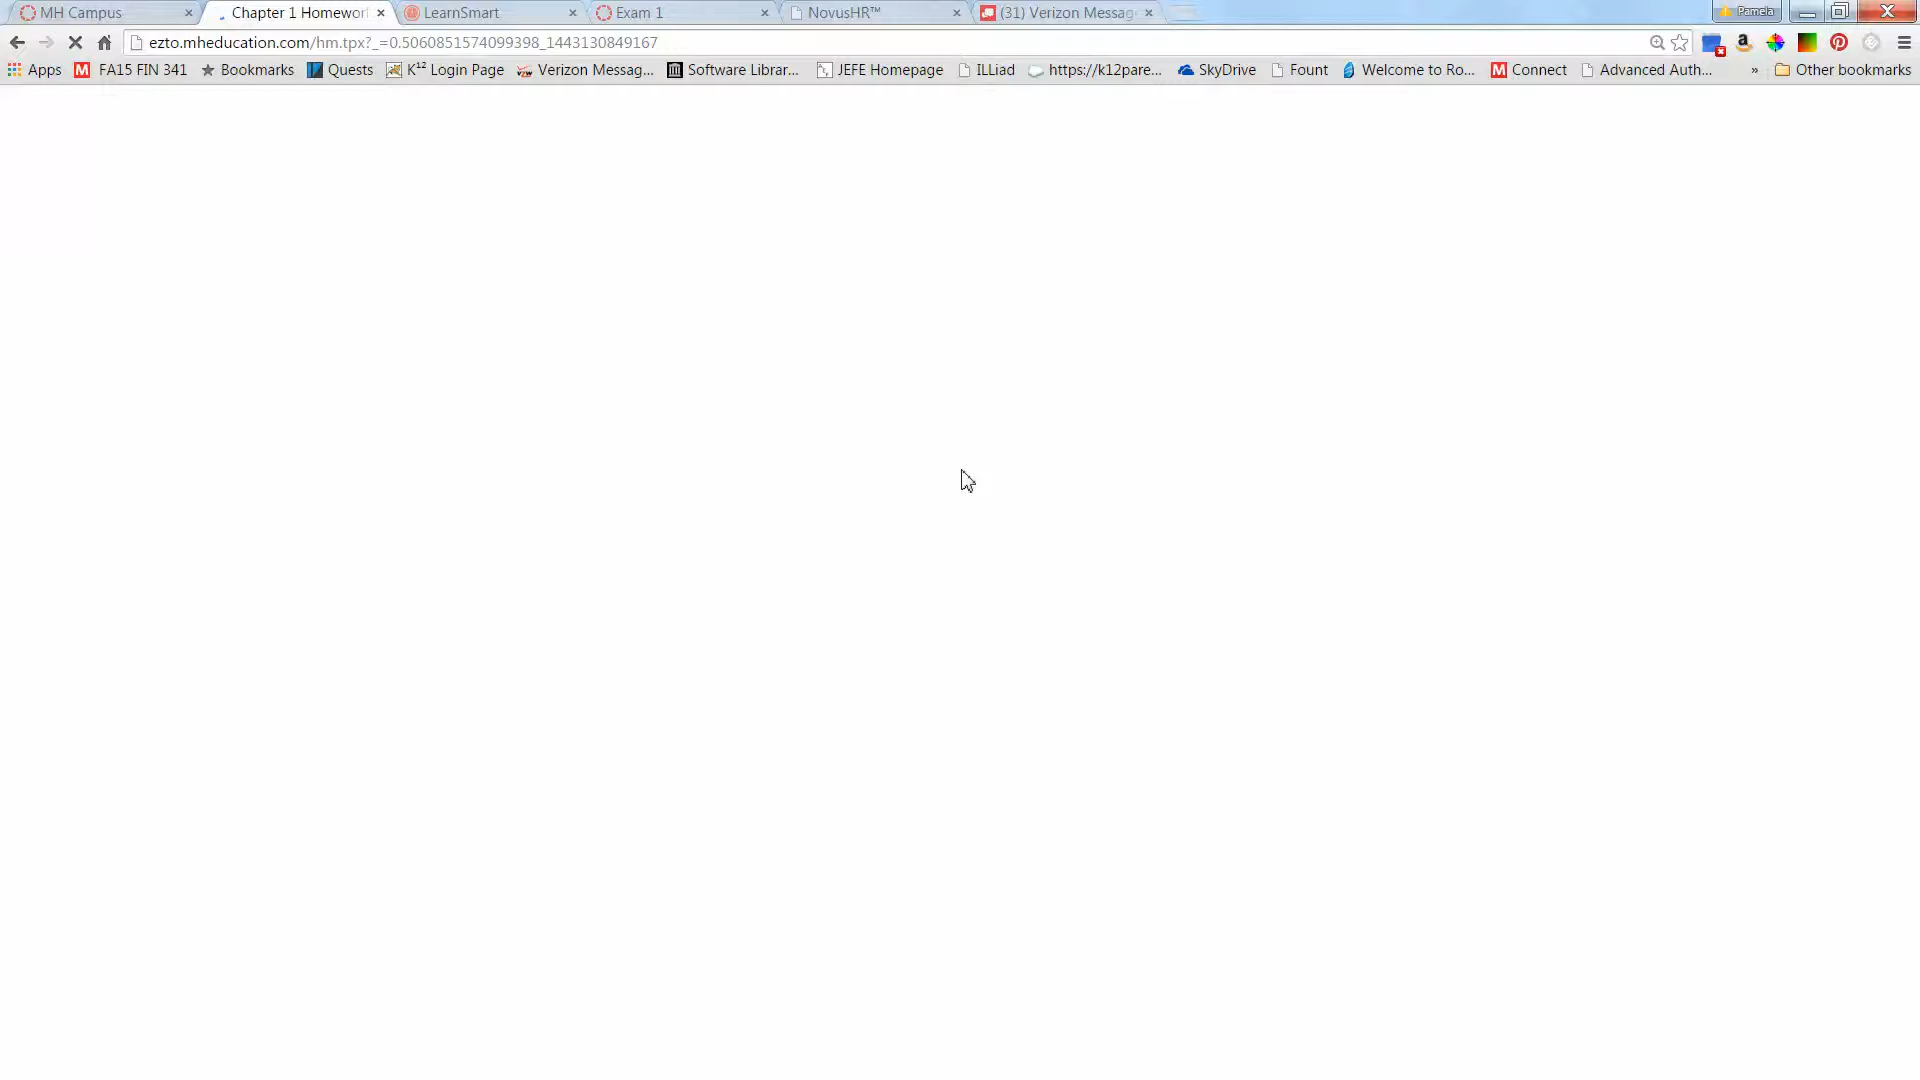 MH Campus
Chapter 1 Homewor
LearnSmart
Exam 1
NovusHR™
(31) Verizon Messag
Pamela
ezto.mheducation.com/hm.tpx?_=0.5060851574099398_1443130849167
Apps
FA15 FIN 341
Bookmarks
Quests
K¹² Login Page
Verizon Messag...
Software Librar...
JEFE Homepage
ILLiad
https://k12pare...
SkyDrive
Fount
Welcome to Ro...
Connect
Advanced Auth...
»
Other bookmarks